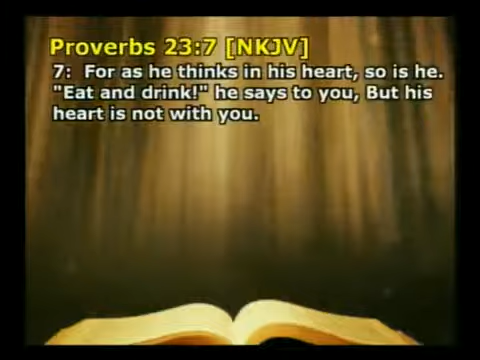 Proverbs 23:7 [NKJV]
7:  For as he thinks in his heart, so is he.
"Eat and drink!" he says to you, But his
heart is not with you.